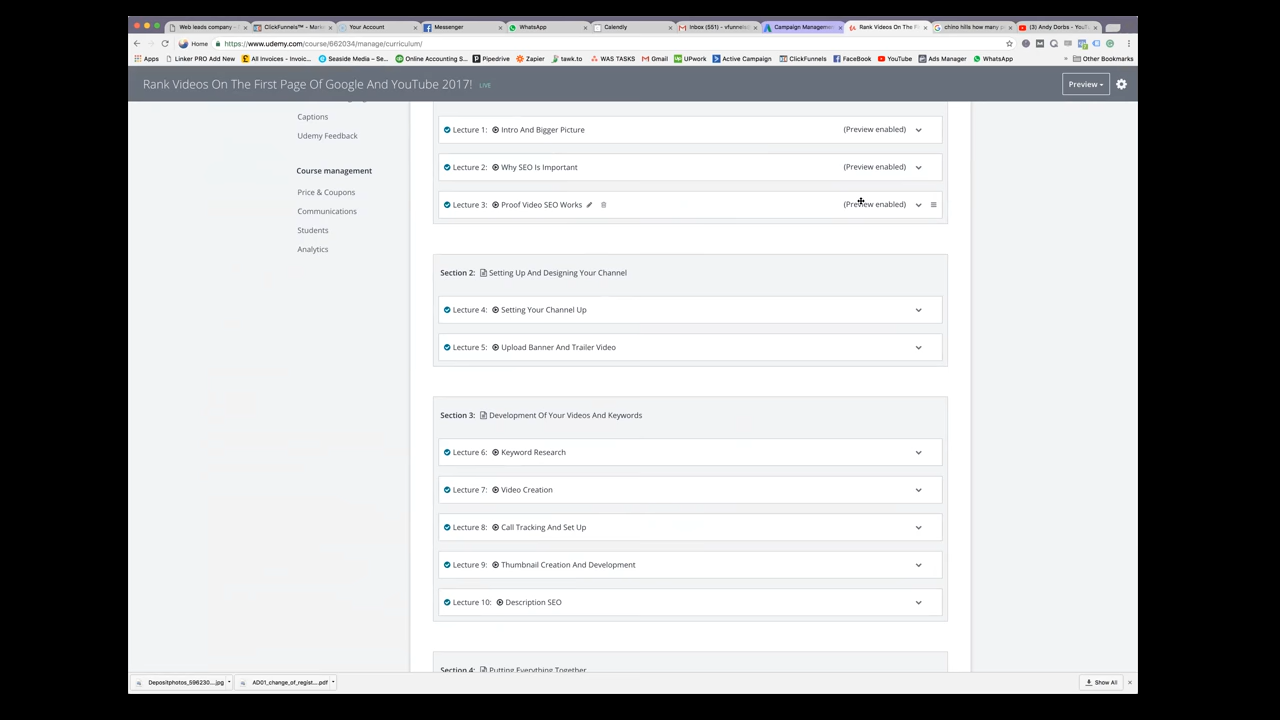 Web leads company -
ClickFunnels™ - Mark
Your Account
Messenger
WhatsApp
Calendly
Inbox (551) - vfunnels
Campaign Managemen
Rank Videos On The F
chino hills how many p
(3) Andy Dorbs - YouT
Home
https://www.udemy.com/course/662034/manage/curriculum/
Apps
Linker PRO Add New
All Invoices - Invoic...
Seaside Media – Se...
Online Accounting S...
Pipedrive
Zapier
tawk.to
WAS TASKS
Gmail
UPwork
Active Campaign
ClickFunnels
FaceBook
YouTube
Ads Manager
WhatsApp
Other Bookmarks
Rank Videos On The First Page Of Google And YouTube 2017! LIVE
Preview
Captions
Udemy Feedback
Course management
Price & Coupons
Communications
Students
Analytics
Lecture 1: Intro And Bigger Picture (Preview enabled)
Lecture 2: Why SEO Is Important (Preview enabled)
Lecture 3: Proof Video SEO Works (Preview enabled)
Section 2: Setting Up And Designing Your Channel
Lecture 4: Setting Your Channel Up
Lecture 5: Upload Banner And Trailer Video
Section 3: Development Of Your Videos And Keywords
Lecture 6: Keyword Research
Lecture 7: Video Creation
Lecture 8: Call Tracking And Set Up
Lecture 9: Thumbnail Creation And Development
Lecture 10: Description SEO
Section 4: Putting Everything Together
Depositphotos_596230....jpg
AD01_change_of_regist....pdf
Show All